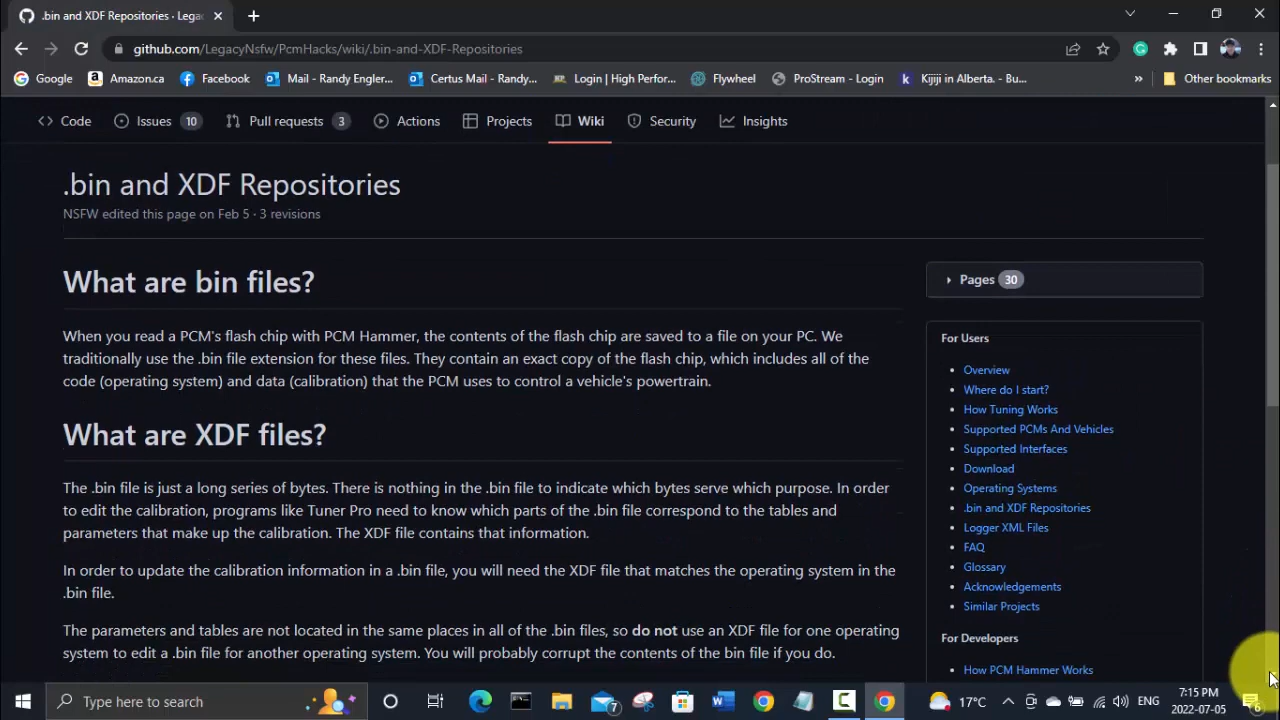 .bin and XDF Repositories · Lega
github.com/LegacyNsfw/PcmHacks/wiki/.bin-and-XDF-Repositories
Google
Amazon.ca
Facebook
Mail - Randy Engler...
Certus Mail - Randy...
Login | High Perfor...
Flywheel
ProStream - Login
Kijiji in Alberta. - Bu...
»
Other bookmarks
Code
Issues 10
Pull requests 3
Actions
Projects
Wiki
Security
Insights
.bin and XDF Repositories
NSFW edited this page on Feb 5 · 3 revisions
What are bin files?
When you read a PCM's flash chip with PCM Hammer, the contents of the flash chip are saved to a file on your PC. We
traditionally use the .bin file extension for these files. They contain an exact copy of the flash chip, which includes all of the
code (operating system) and data (calibration) that the PCM uses to control a vehicle's powertrain.
What are XDF files?
The .bin file is just a long series of bytes. There is nothing in the .bin file to indicate which bytes serve which purpose. In order
to edit the calibration, programs like Tuner Pro need to know which parts of the .bin file correspond to the tables and
parameters that make up the calibration. The XDF file contains that information.
In order to update the calibration information in a .bin file, you will need the XDF file that matches the operating system in the
.bin file.
The parameters and tables are not located in the same places in all of the .bin files, so do not use an XDF file for one operating
system to edit a .bin file for another operating system. You will probably corrupt the contents of the bin file if you do.
Pages 30
For Users
Overview
Where do I start?
How Tuning Works
Supported PCMs And Vehicles
Supported Interfaces
Download
Operating Systems
.bin and XDF Repositories
Logger XML Files
FAQ
Glossary
Acknowledgements
Similar Projects
For Developers
How PCM Hammer Works
Type here to search
7
17°C
ENG
7:15 PM
2022-07-05
6